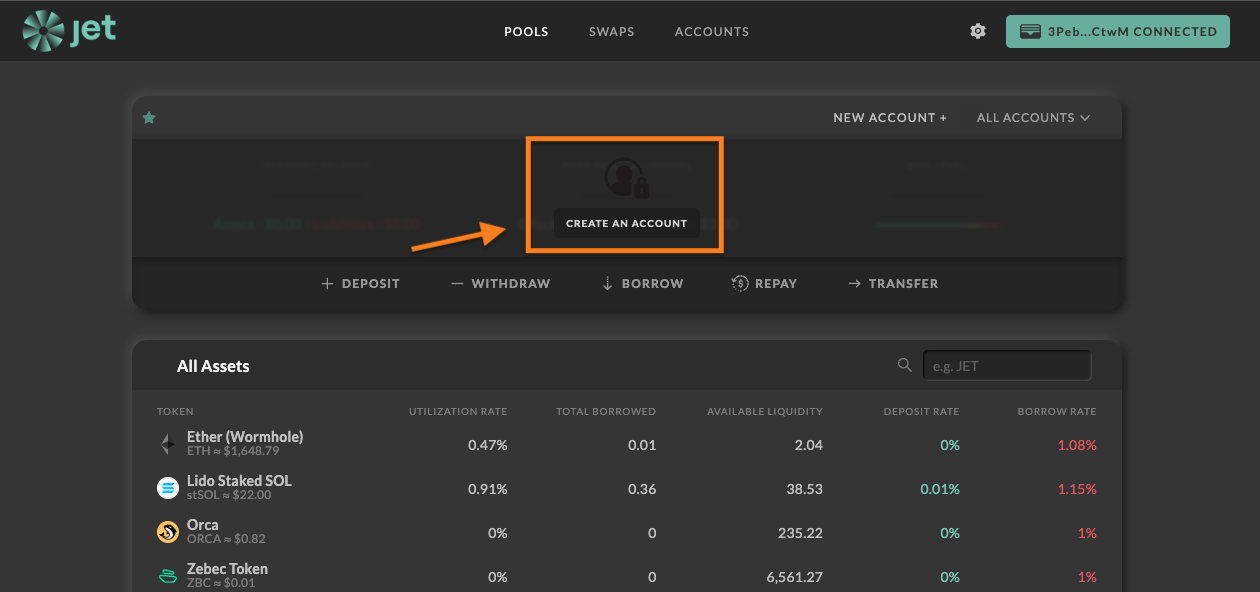 jet
POOLS SWAPS ACCOUNTS
3Peb...CtwM CONNECTED
NEW ACCOUNT + ALL ACCOUNTS
CREATE AN ACCOUNT
DEPOSIT WITHDRAW BORROW REPAY TRANSFER
All Assets
e.g. JET
TOKEN UTILIZATION RATE TOTAL BORROWED AVAILABLE LIQUIDITY DEPOSIT RATE BORROW RATE
Ether (Wormhole) 0.47% 0.01 2.04 0% 1.08%
ETH ≈ $1,648.79
Lido Staked SOL 0.91% 0.36 38.53 0.01% 1.15%
stSOL ≈ $22.00
Orca 0% 0 235.22 0% 1%
ORCA ≈ $0.82
Zebec Token 0% 0 6,561.27 0% 1%
ZBC ≈ $0.01